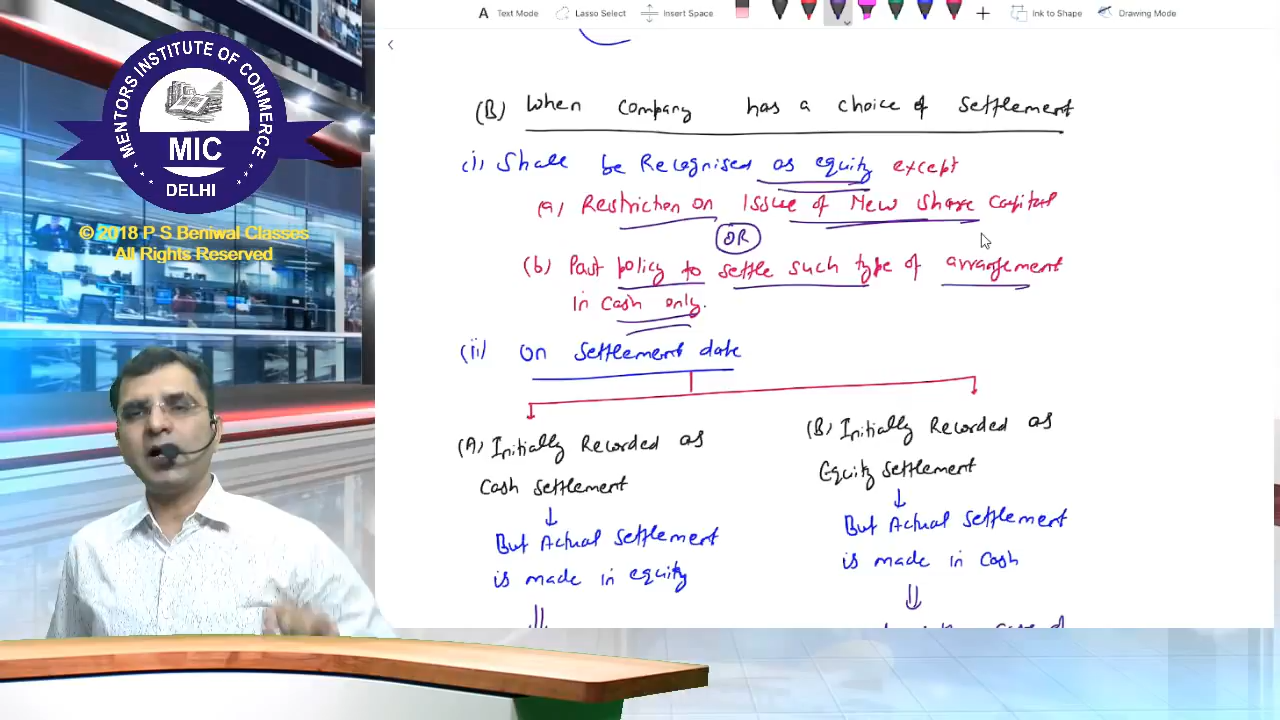 Text Mode
Lasso Select
Insert Space
Ink to Shape
Drawing Mode
MENTORS INSTITUTE OF COMMERCE
MIC
DELHI
© 2018 P S Beniwal Classes
All Rights Reserved
(B) When Company has a choice of Settlement
(i) Shall be Recognised as equity except
(a) Restriction on Issue of New Share Capital
OR
(b) Past policy to settle such type of arrangement
in cash only.
(ii) on Settlement date
(A) Initially Recorded as
Cash settlement
But Actual Settlement
is made in equity
(B) Initially Recorded as
Equity settlement
But Actual Settlement
is made in Cash